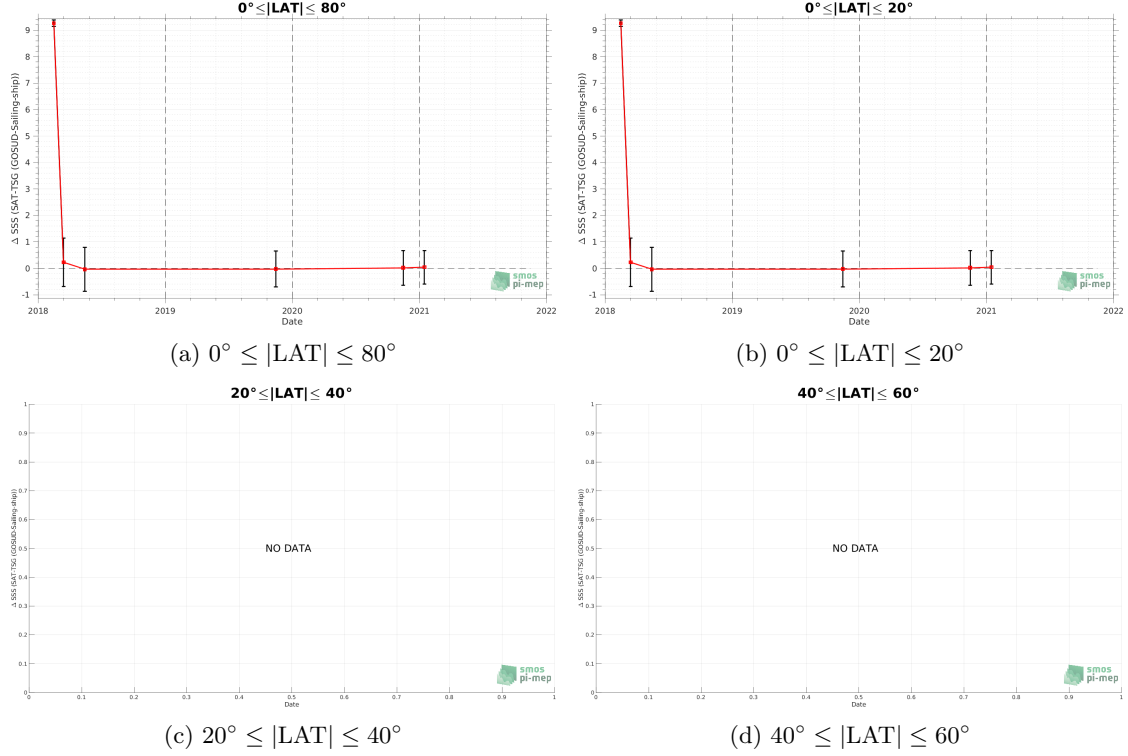 0°≤|LAT|≤ 80°
Δ SSS (SAT-TSG (GOSUD-Sailing-ship))
9
8
7
6
5
4
3
2
1
0
-1
2018 2019 2020 2021 2022
Date
smos
pi-mep
(a) 0° ≤ |LAT| ≤ 80°
0°≤|LAT|≤ 20°
Δ SSS (SAT-TSG (GOSUD-Sailing-ship))
9
8
7
6
5
4
3
2
1
0
-1
2018 2019 2020 2021 2022
Date
smos
pi-mep
(b) 0° ≤ |LAT| ≤ 20°
20°≤|LAT|≤ 40°
Δ SSS (SAT-TSG (GOSUD-Sailing-ship))
1
0.9
0.8
0.7
0.6
0.5
0.4
0.3
0.2
0.1
0
NO DATA
0 0.1 0.2 0.3 0.4 0.5 0.6 0.7 0.8 0.9 1
Date
smos
pi-mep
(c) 20° ≤ |LAT| ≤ 40°
40°≤|LAT|≤ 60°
Δ SSS (SAT-TSG (GOSUD-Sailing-ship))
1
0.9
0.8
0.7
0.6
0.5
0.4
0.3
0.2
0.1
0
NO DATA
0 0.1 0.2 0.3 0.4 0.5 0.6 0.7 0.8 0.9 1
Date
smos
pi-mep
(d) 40° ≤ |LAT| ≤ 60°